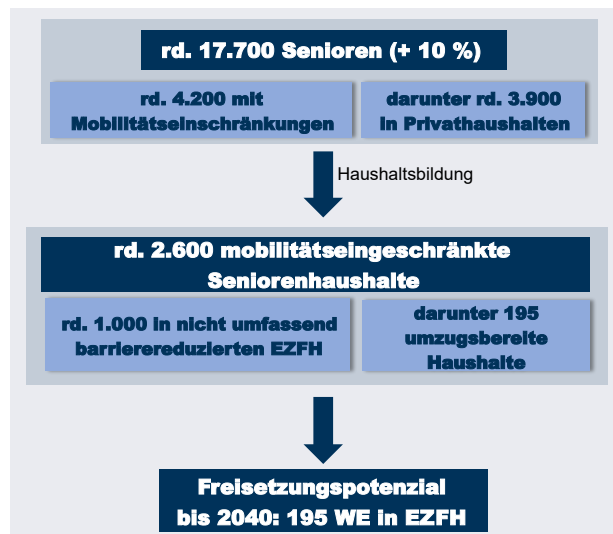 rd. 17.700 Senioren (+ 10 %)
rd. 4.200 mit
Mobilitätseinschränkungen
darunter rd. 3.900
in Privathaushalten
Haushaltsbildung
rd. 2.600 mobilitätseingeschränkte
Seniorenhaushalte
rd. 1.000 in nicht umfassend
barrierereduzierten EZFH
darunter 195
umzugsbereite
Haushalte
Freisetzungspotenzial
bis 2040: 195 WE in EZFH